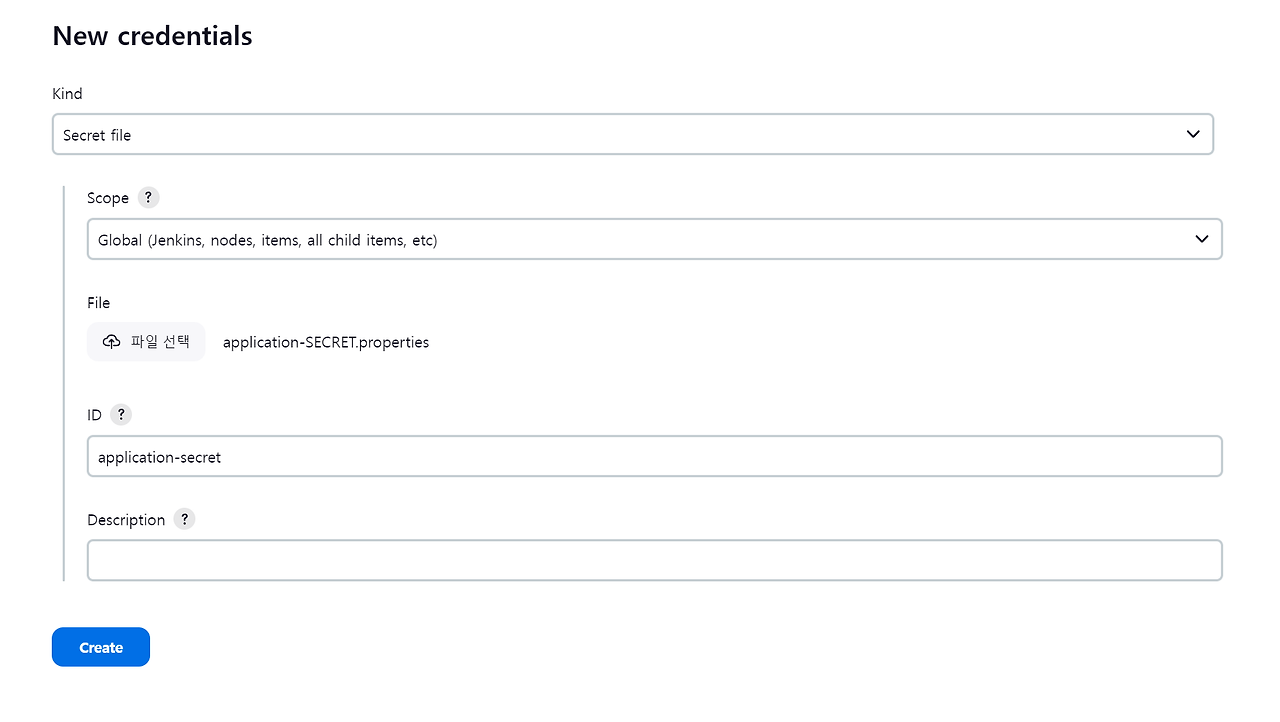 New credentials
Kind
Secret file
Scope ?
Global (Jenkins, nodes, items, all child items, etc)
File
파일 선택 application-SECRET.properties
ID ?
application-secret
Description ?
Create